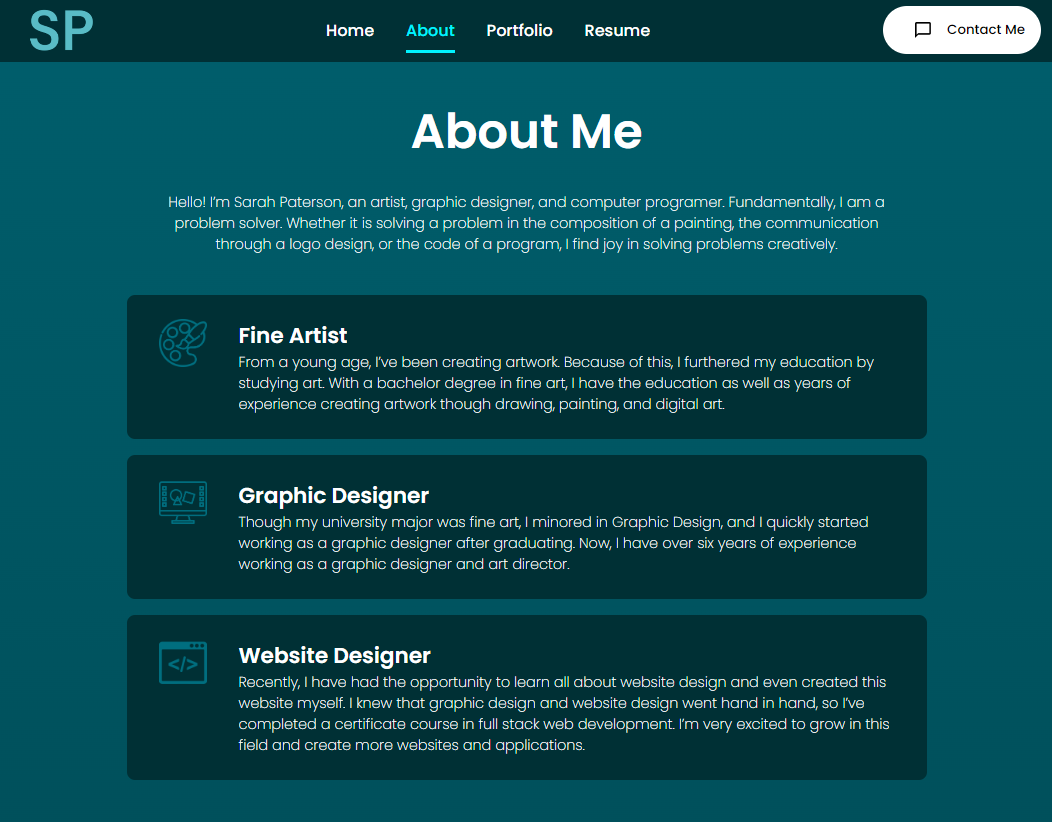 SP
Home About Portfolio Resume
Contact Me
About Me
Hello! I'm Sarah Paterson, an artist, graphic designer, and computer programer. Fundamentally, I am a
problem solver. Whether it is solving a problem in the composition of a painting, the communication
through a logo design, or the code of a program, I find joy in solving problems creatively.
Fine Artist
From a young age, I've been creating artwork. Because of this, I furthered my education by
studying art. With a bachelor degree in fine art, I have the education as well as years of
experience creating artwork though drawing, painting, and digital art.
Graphic Designer
Though my university major was fine art, I minored in Graphic Design, and I quickly started
working as a graphic designer after graduating. Now, I have over six years of experience
working as a graphic designer and art director.
</>
Website Designer
Recently, I have had the opportunity to learn all about website design and even created this
website myself. I knew that graphic design and website design went hand in hand, so I've
completed a certificate course in full stack web development. I'm very excited to grow in this
field and create more websites and applications.